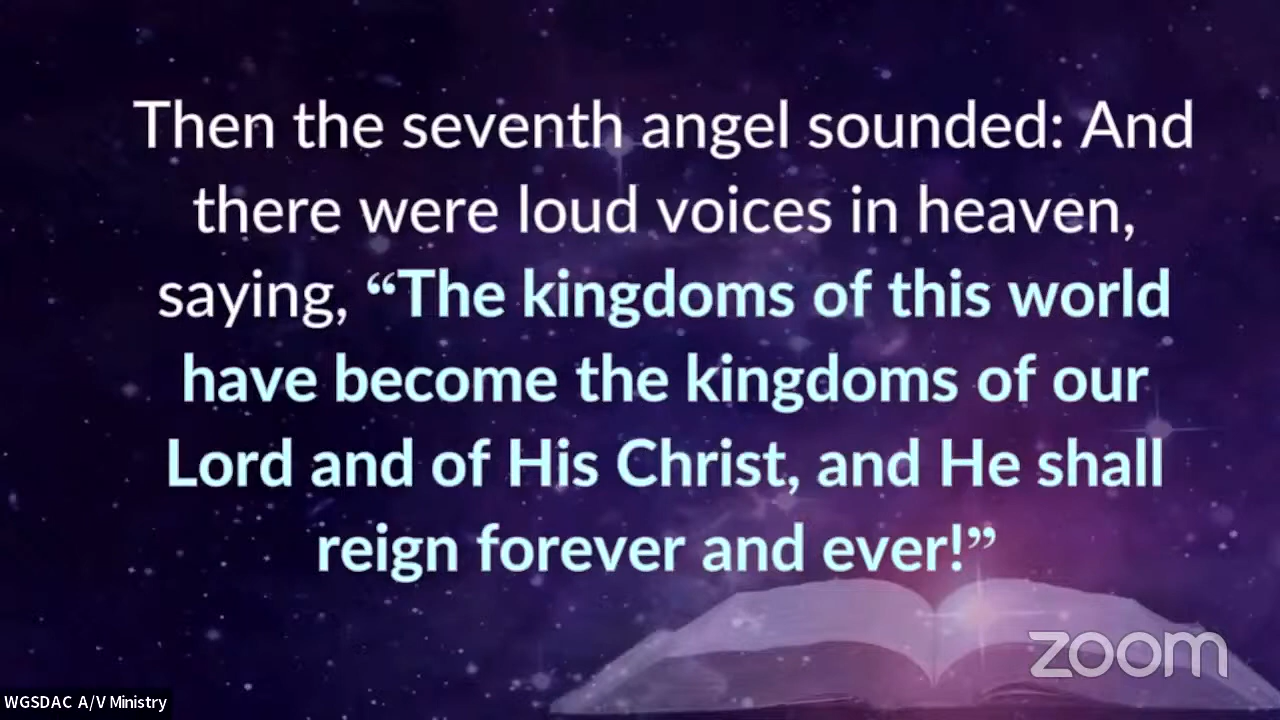 Then the seventh angel sounded: And
there were loud voices in heaven,
saying, “The kingdoms of this world
have become the kingdoms of our
Lord and of His Christ, and He shall
reign forever and ever!”
zoom
WGSDAC A/V Ministry